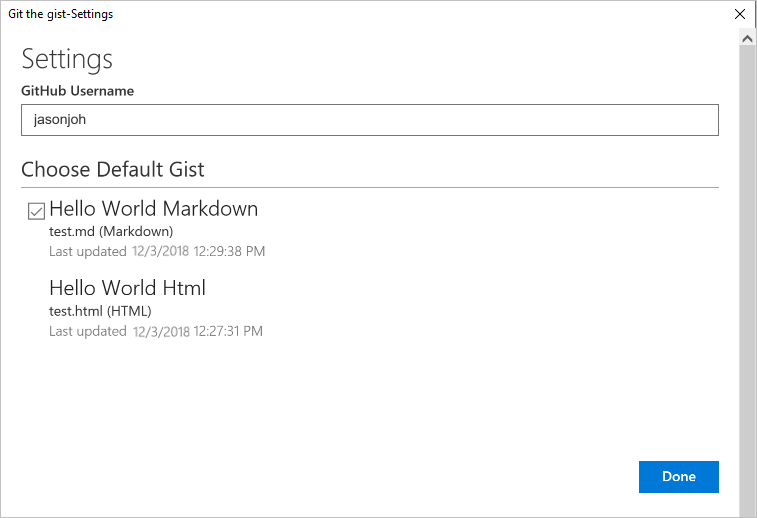 Git the gist-Settings
Settings
GitHub Username
jasonjoh
Choose Default Gist
Hello World Markdown
test.md (Markdown)
Last updated 12/3/2018 12:29:38 PM
Hello World Html
test.html (HTML)
Last updated 12/3/2018 12:27:31 PM
Done